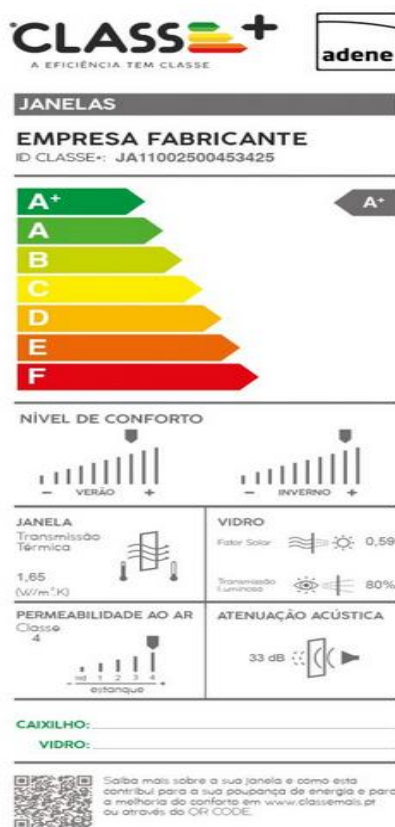 CLASSE+
A EFICIÊNCIA TEM CLASSE
adene
JANELAS
EMPRESA FABRICANTE
ID CLASSE+: JA11002500453425
A+
A+
A
B
C
D
E
F
NÍVEL DE CONFORTO
- VERÃO +
- INVERNO +
JANELA
Transmissão
Térmica
1,65
(W/m².K)
VIDRO
Fator Solar 0,59
Transmissão
Luminosa 80%
PERMEABILIDADE AO AR
Classe
4
nd 1 2 3 4
- estanque +
ATENUAÇÃO ACÚSTICA
33 dB
CAIXILHO:
VIDRO:
Saiba mais sobre a sua janela e como esta
contribui para a sua poupança de energia e para
a melhoria do conforto em www.classemais.pt
ou através do QR CODE.